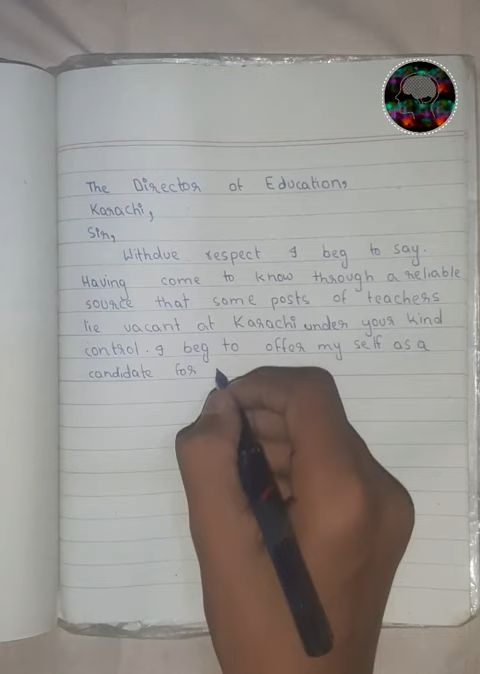 The Director of Education,
Karachi,
Sir,
Withdue respect I beg to say.
Having come to know through a reliable
source that some posts of teachers
lie vacant at Karachi under your kind
control. I beg to offer my self as a
candidate for